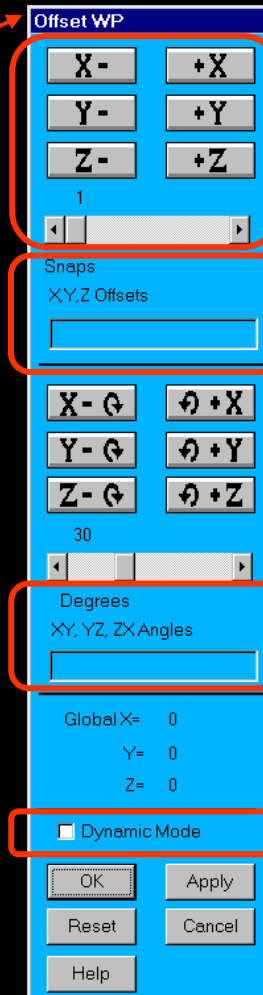 Offset WP
X- +X
Y- +Y
Z- +Z
1
Snaps
X,Y,Z Offsets
X- +X
Y- +Y
Z- +Z
30
Degrees
XY, YZ, ZX Angles
Global X= 0
Y= 0
Z= 0
Dynamic Mode
OK Apply
Reset Cancel
Help